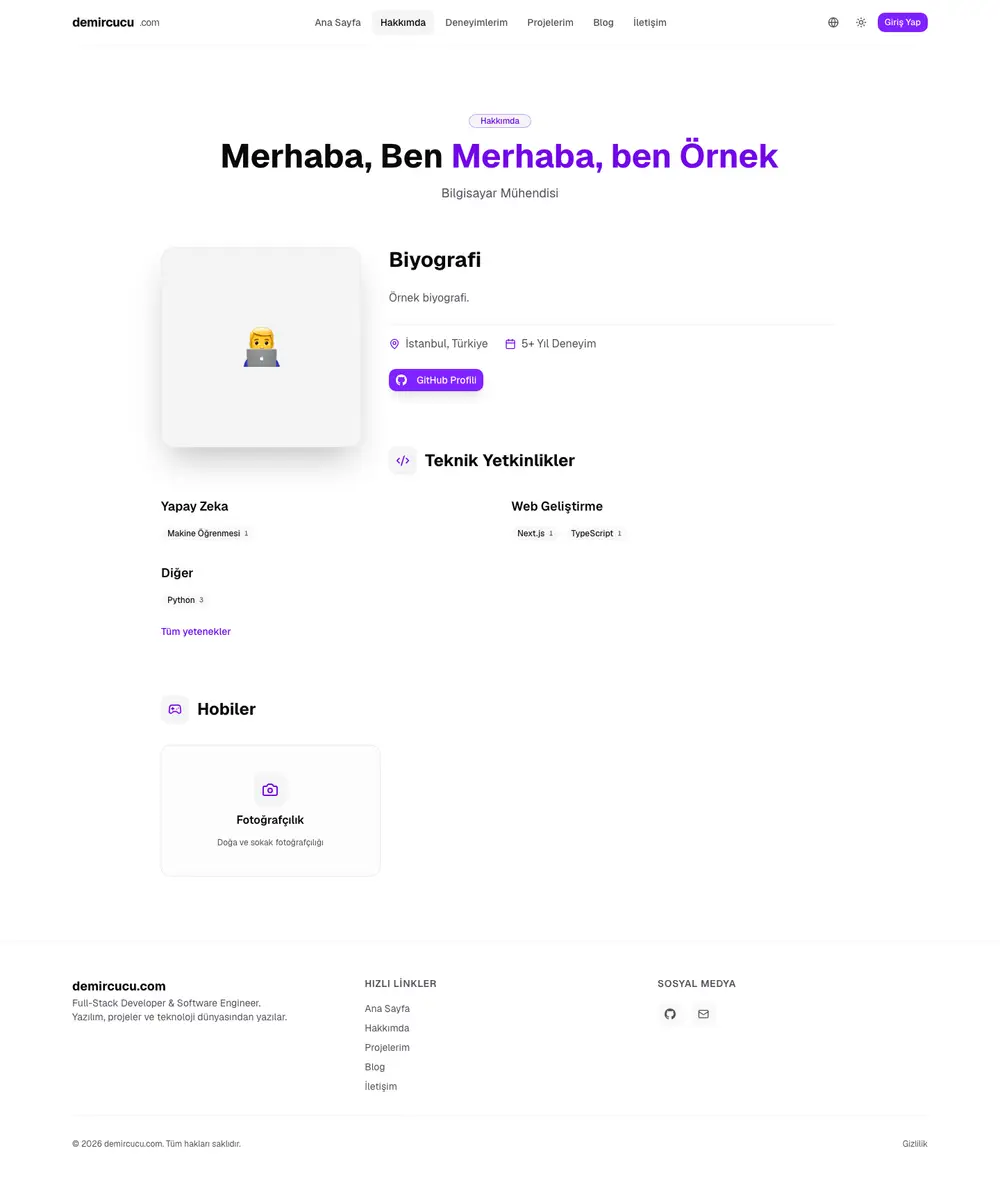 demircucu .com
Ana Sayfa
Hakkımda
Deneyimlerim
Projelerim
Blog
İletişim
Giriş Yap
Hakkımda
Merhaba, Ben Merhaba, ben Örnek
Bilgisayar Mühendisi
Biyografi
Örnek biyografi.
İstanbul, Türkiye
5+ Yıl Deneyim
GitHub Profili
Teknik Yetkinlikler
Yapay Zeka
Makine Öğrenmesi 1
Web Geliştirme
Next.js 1
TypeScript 1
Diğer
Python 3
Tüm yetenekler
Hobiler
Fotoğrafçılık
Doğa ve sokak fotoğrafçılığı
demircucu.com
Full-Stack Developer & Software Engineer.
Yazılım, projeler ve teknoloji dünyasından yazılar.
HIZLI LİNKLER
Ana Sayfa
Hakkımda
Projelerim
Blog
İletişim
SOSYAL MEDYA
© 2026 demircucu.com. Tüm hakları saklıdır.
Gizlilik